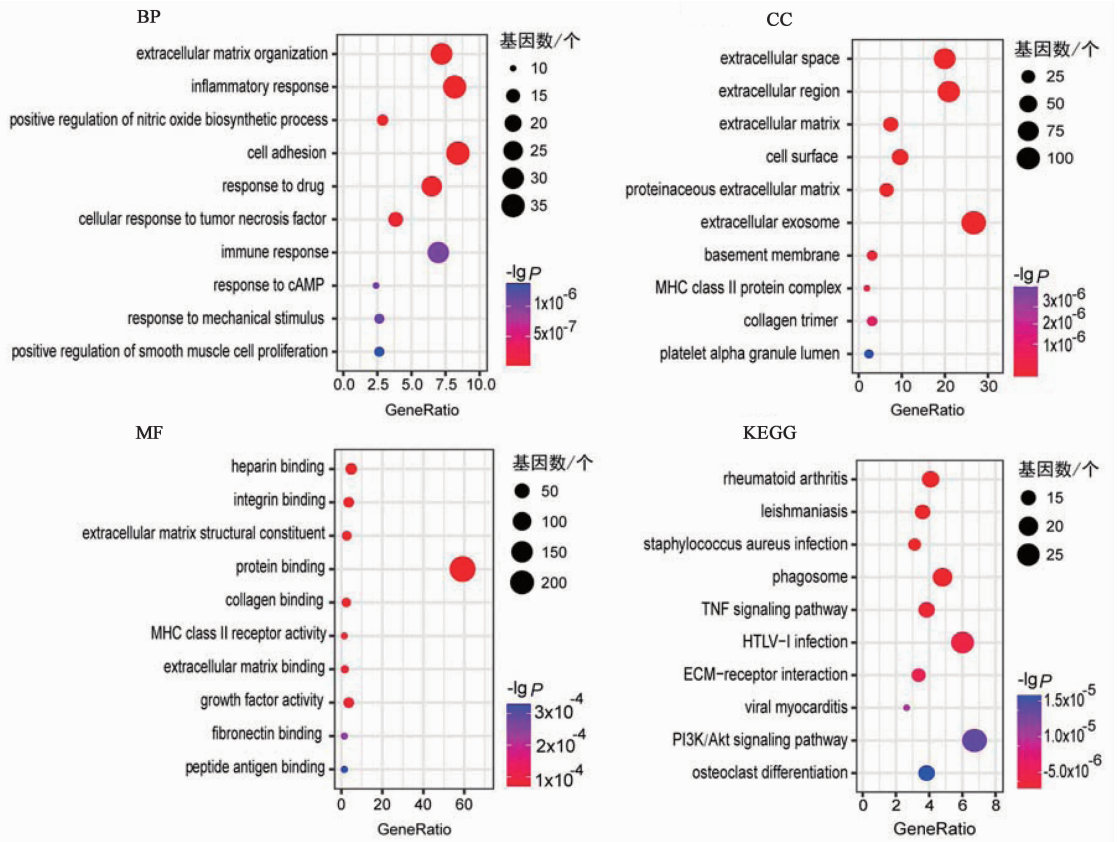 BP
extracellular matrix organization
inflammatory response
positive regulation of nitric oxide biosynthetic process
cell adhesion
response to drug
cellular response to tumor necrosis factor
immune response
response to cAMP
response to mechanical stimulus
positive regulation of smooth muscle cell proliferation
0.0 2.5 5.0 7.5 10.0
GeneRatio
基因数/个
10
15
20
25
30
35
-lg P
1x10⁻⁶
5x10⁻⁷
CC
extracellular space
extracellular region
extracellular matrix
cell surface
proteinaceous extracellular matrix
extracellular exosome
basement membrane
MHC class II protein complex
collagen trimer
platelet alpha granule lumen
0 10 20 30
GeneRatio
基因数/个
25
50
75
100
-lg P
3x10⁻⁶
2x10⁻⁶
1x10⁻⁶
MF
heparin binding
integrin binding
extracellular matrix structural constituent
protein binding
collagen binding
MHC class II receptor activity
extracellular matrix binding
growth factor activity
fibronectin binding
peptide antigen binding
0 20 40 60
GeneRatio
基因数/个
50
100
150
200
-lg P
3x10⁻⁴
2x10⁻⁴
1x10⁻⁴
KEGG
rheumatoid arthritis
leishmaniasis
staphylococcus aureus infection
phagosome
TNF signaling pathway
HTLV-I infection
ECM-receptor interaction
viral myocarditis
PI3K/Akt signaling pathway
osteoclast differentiation
0 2 4 6 8
GeneRatio
基因数/个
15
20
25
-lg P
1.5x10⁻⁵
1.0x10⁻⁵
-5.0x10⁻⁶